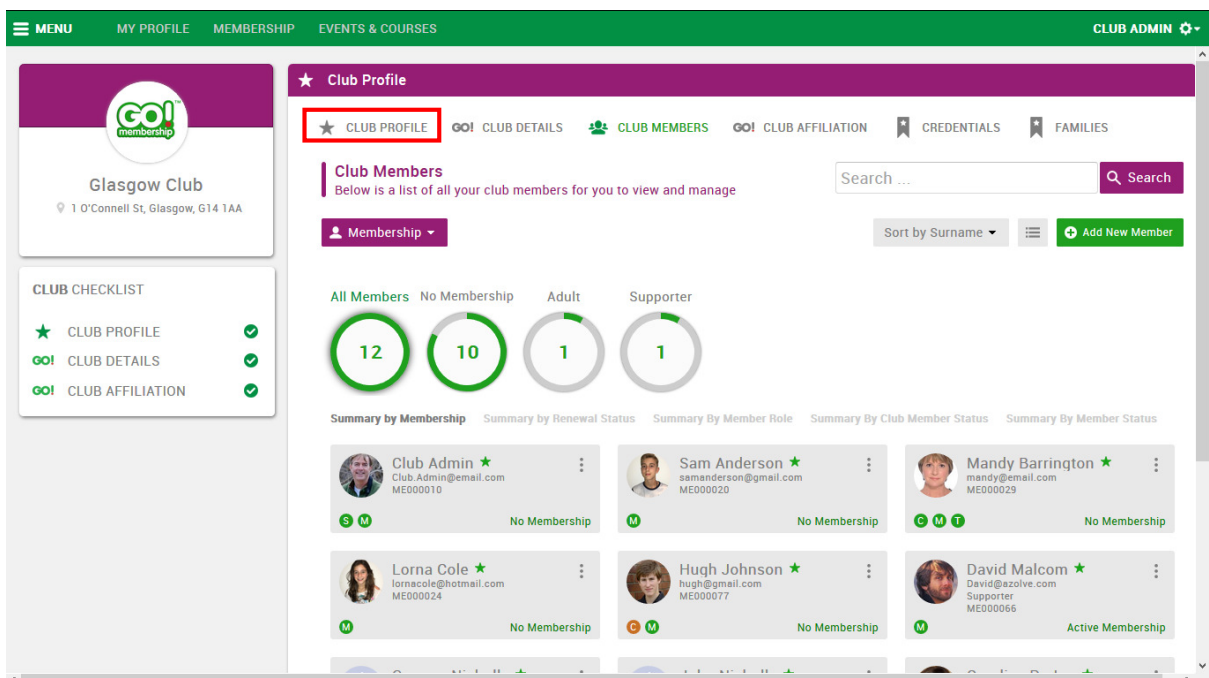 MENU MY PROFILE MEMBERSHIP EVENTS & COURSES CLUB ADMIN
GO!
membership
Glasgow Club
1 O'Connell St, Glasgow, G14 1AA
CLUB CHECKLIST
CLUB PROFILE
GO! CLUB DETAILS
GO! CLUB AFFILIATION
Club Profile
CLUB PROFILE GO! CLUB DETAILS CLUB MEMBERS GO! CLUB AFFILIATION CREDENTIALS FAMILIES
Club Members
Below is a list of all your club members for you to view and manage
Search ... Search
Membership Sort by Surname Add New Member
All Members No Membership Adult Supporter
12 10 1 1
Summary by Membership Summary by Renewal Status Summary By Member Role Summary By Club Member Status Summary By Member Status
Club Admin
Club.Admin@email.com
ME000010
S M No Membership
Sam Anderson
samanderson@gmail.com
ME000020
M No Membership
Mandy Barrington
mandy@email.com
ME000029
C M T No Membership
Lorna Cole
lornacole@hotmail.com
ME000024
M No Membership
Hugh Johnson
hugh@gmail.com
ME000077
C M No Membership
David Malcom
David@azolve.com
Supporter
ME000066
M Active Membership